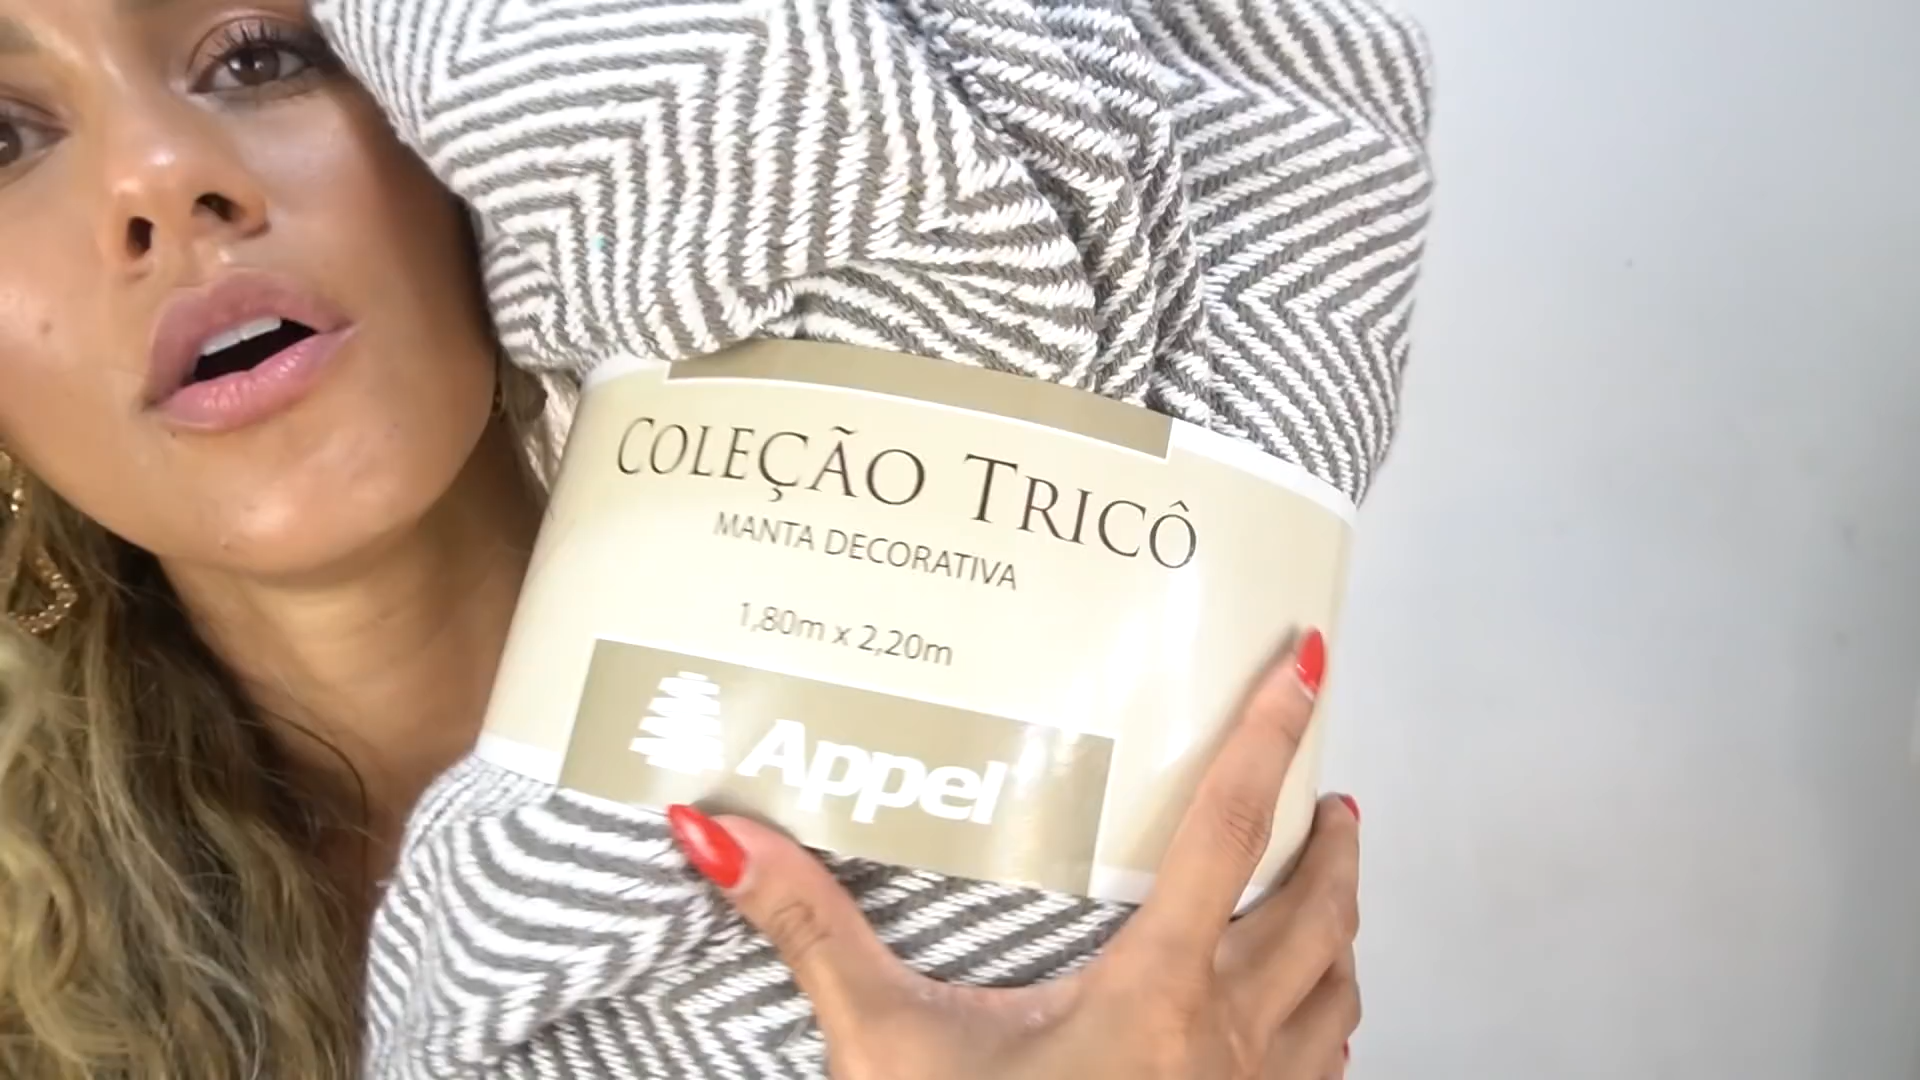 COLEÇÃO TRICÔ
MANTA DECORATIVA
1,80m x 2,20m
Appel